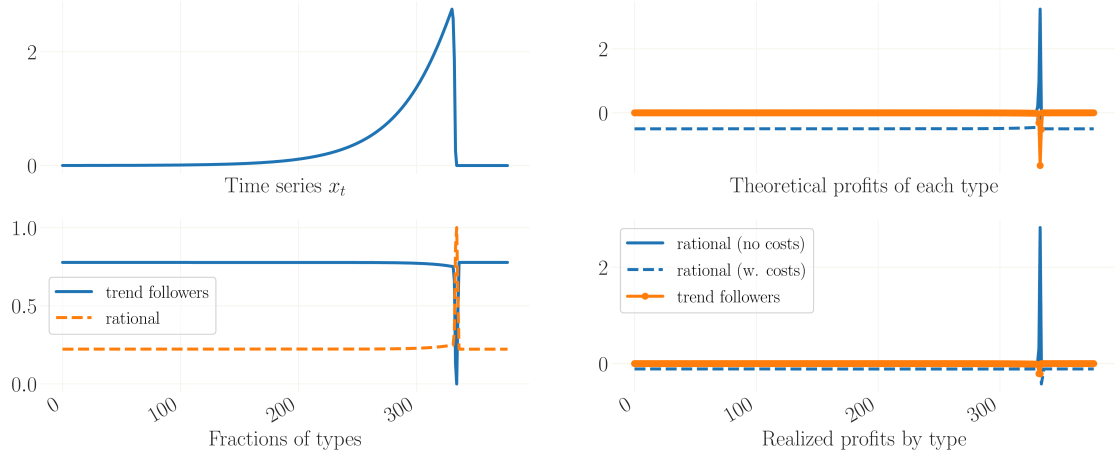 2
0
Time series x_t
2
0
Theoretical profits of each type
1.0
0.5
0.0
trend followers
rational
0 100 200 300
Fractions of types
rational (no costs)
rational (w. costs)
trend followers
2
0
0 100 200 300
Realized profits by type